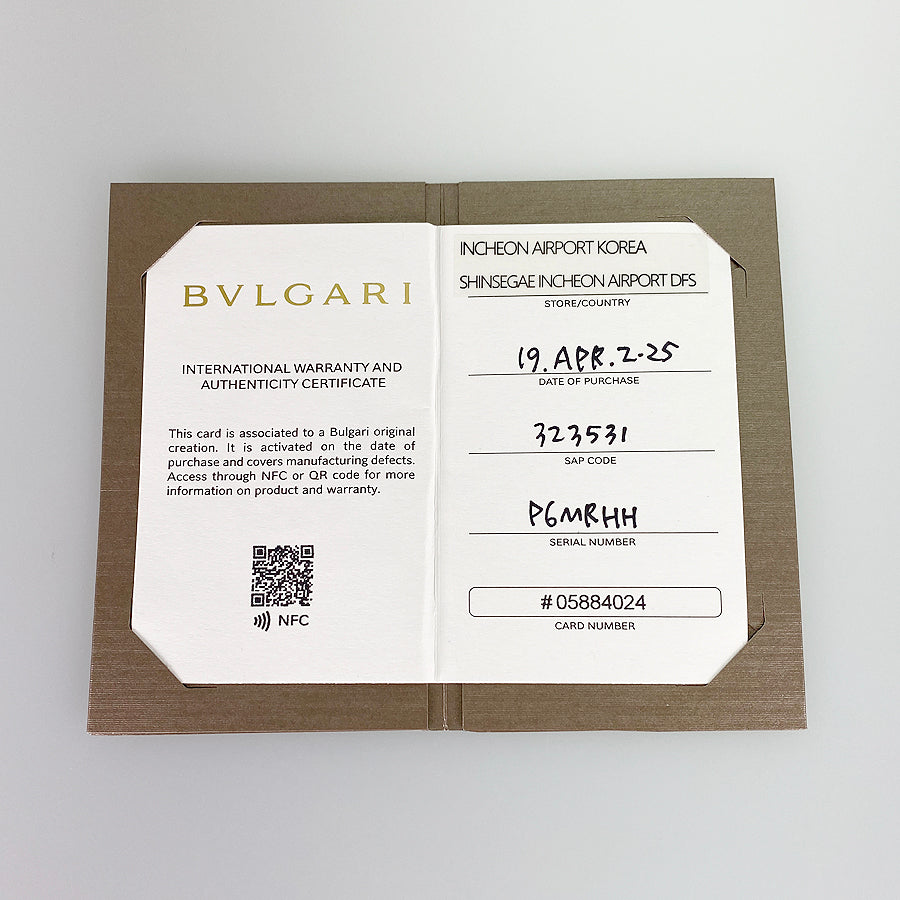 BVLGARI
INTERNATIONAL WARRANTY AND
AUTHENTICITY CERTIFICATE
This card is associated to a Bulgari original
creation. It is activated on the date of
purchase and covers manufacturing defects.
Access through NFC or QR code for more
information on product and warranty.
NFC
INCHEON AIRPORT KOREA
SHINSEGAE INCHEON AIRPORT DFS
STORE/COUNTRY
19. APR. 2-25
DATE OF PURCHASE
323531
SAP CODE
P6MRHH
SERIAL NUMBER
#05884024
CARD NUMBER